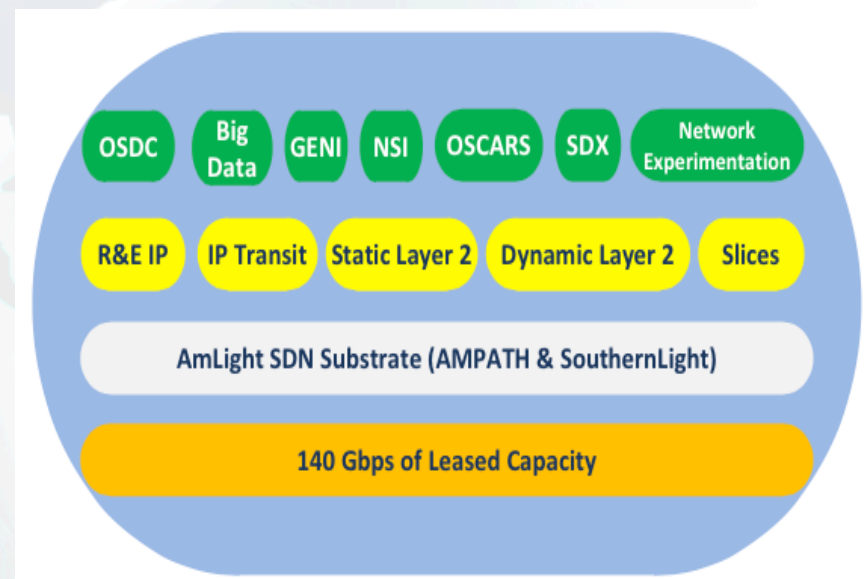 OSDC
Big
Data
GENI
NSI
OSCARS
SDX
Network
Experimentation
R&E IP
IP Transit
Static Layer 2
Dynamic Layer 2
Slices
AmLight SDN Substrate (AMPATH & SouthernLight)
140 Gbps of Leased Capacity